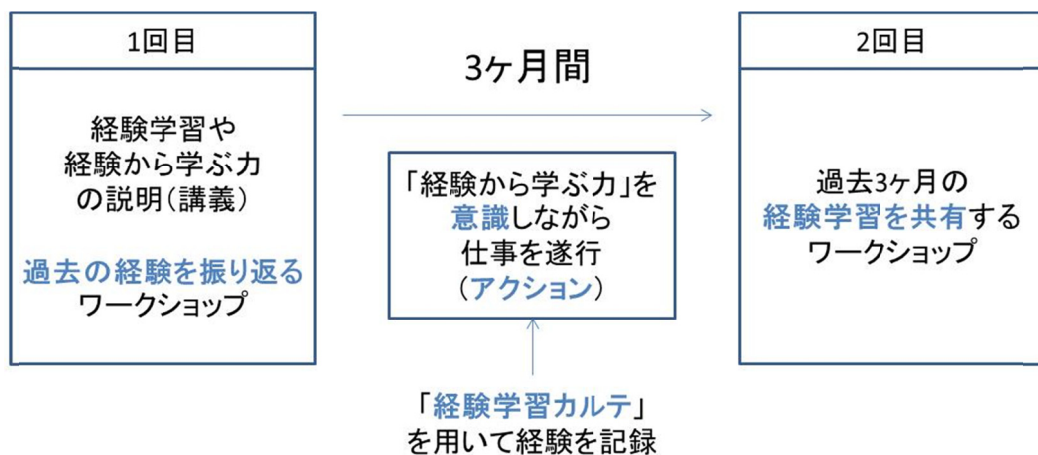 1回目
経験学習や
経験から学ぶ力
の説明(講義)
過去の経験を振り返る
ワークショップ
3ヶ月間
「経験から学ぶ力」を
意識しながら
仕事を遂行
(アクション)
「経験学習カルテ」
を用いて経験を記録
2回目
過去3ヶ月の
経験学習を共有する
ワークショップ